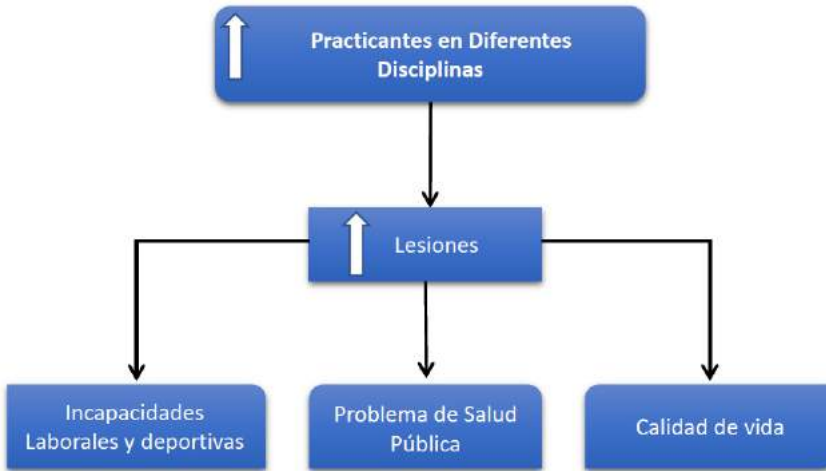 Practicantes en Diferentes
Disciplinas
Lesiones
Incapacidades
Laborales y deportivas
Problema de Salud
Pública
Calidad de vida